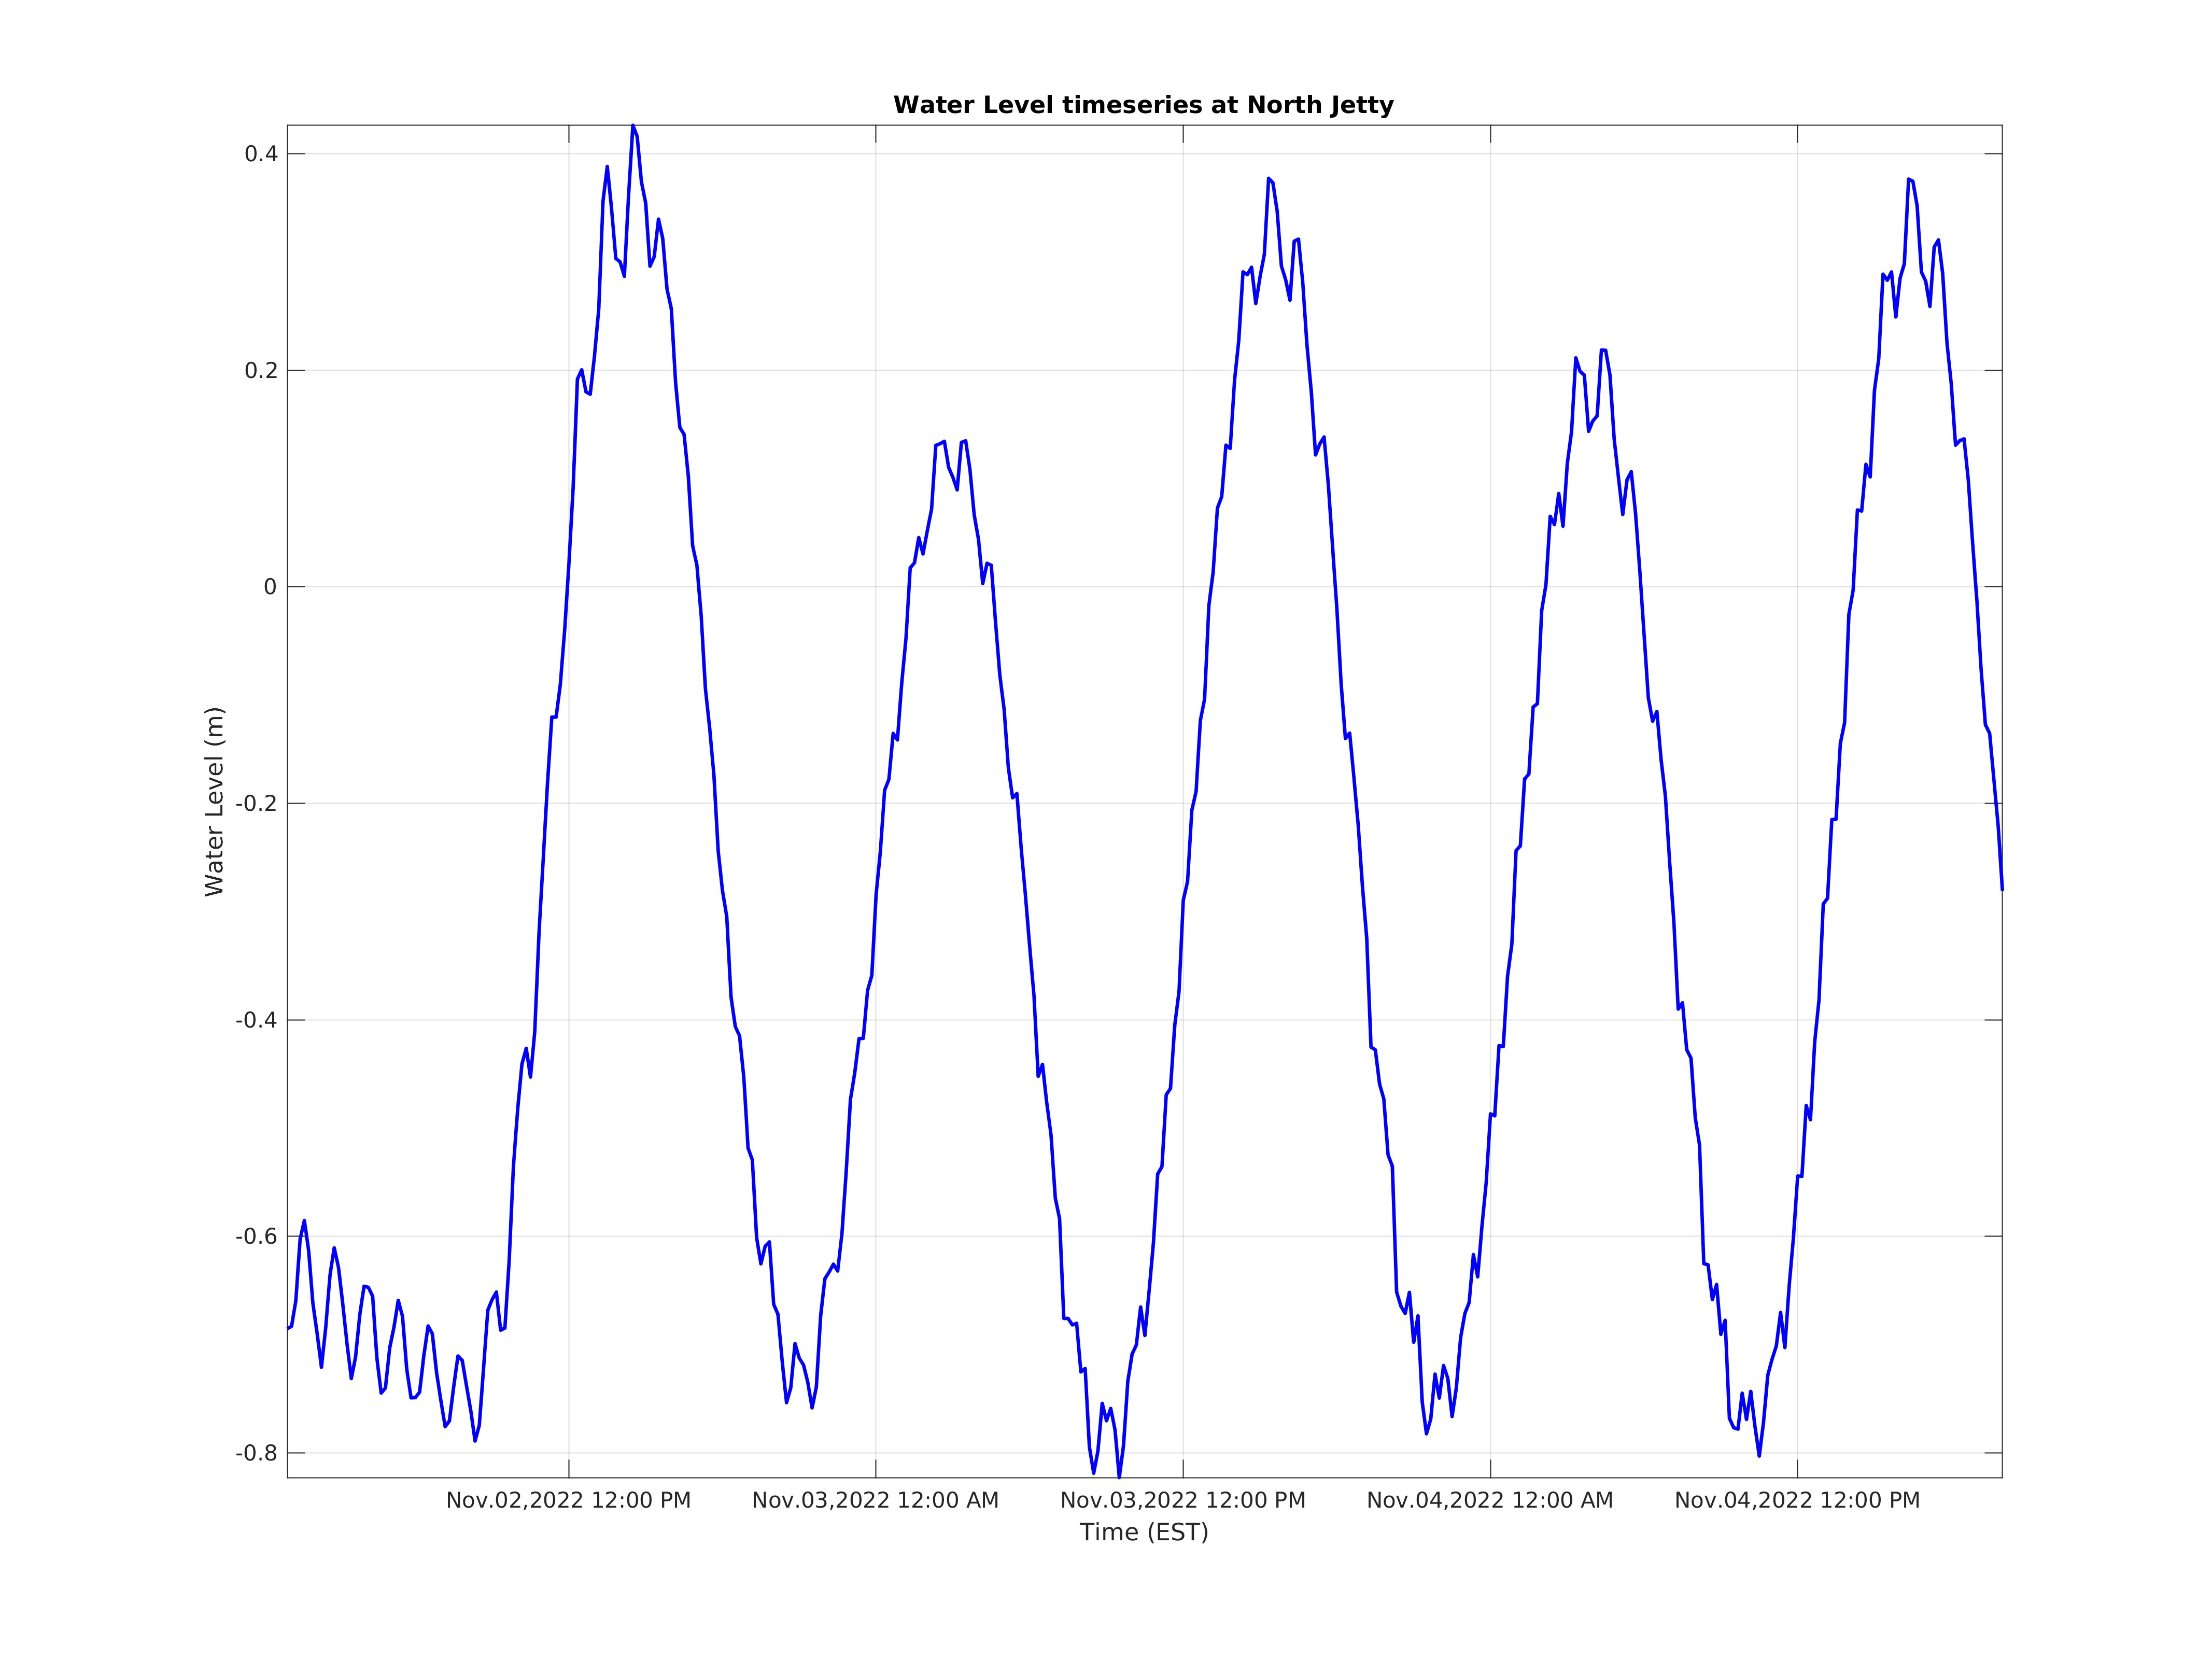 Water Level timeseries at North Jetty
0.4
0.2
0
-0.2
-0.4
-0.6
-0.8
Water Level (m)
Nov.02,2022 12:00 PM Nov.03,2022 12:00 AM Nov.03,2022 12:00 PM Nov.04,2022 12:00 AM Nov.04,2022 12:00 PM
Time (EST)